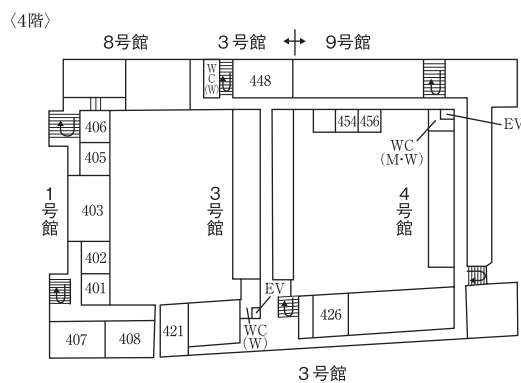 〈4階〉
8号館
3号館
9号館
WC(W)
448
406
454
456
EV
405
WC
(M・W)
1号館
403
3号館
4号館
402
401
EV
407
408
421
WC
(W)
426
3号館